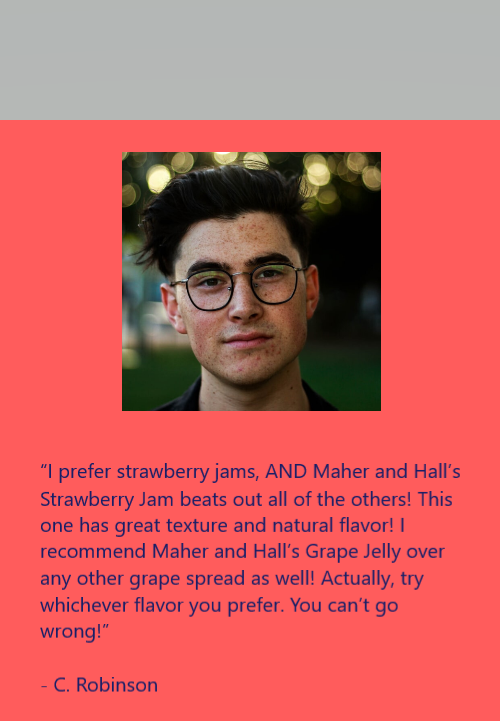 “I prefer strawberry jams, AND Maher and Hall’s
Strawberry Jam beats out all of the others! This
one has great texture and natural flavor! I
recommend Maher and Hall’s Grape Jelly over
any other grape spread as well! Actually, try
whichever flavor you prefer. You can’t go
wrong!”
- C. Robinson